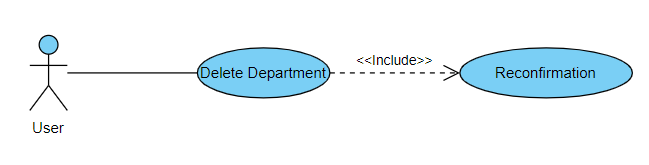 <<Include>>
Delete Department
Reconfirmation
User